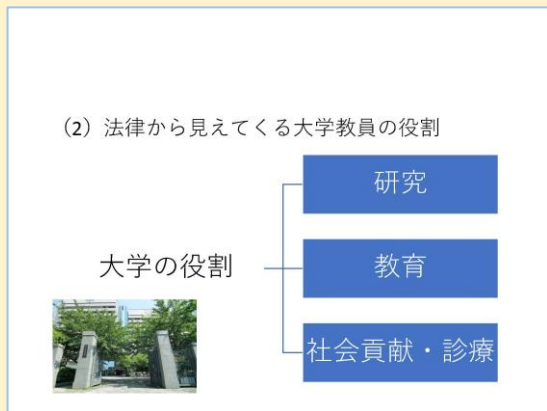 （2）法律から見えてくる大学教員の役割
研究
大学の役割
教育
社会貢献・診療